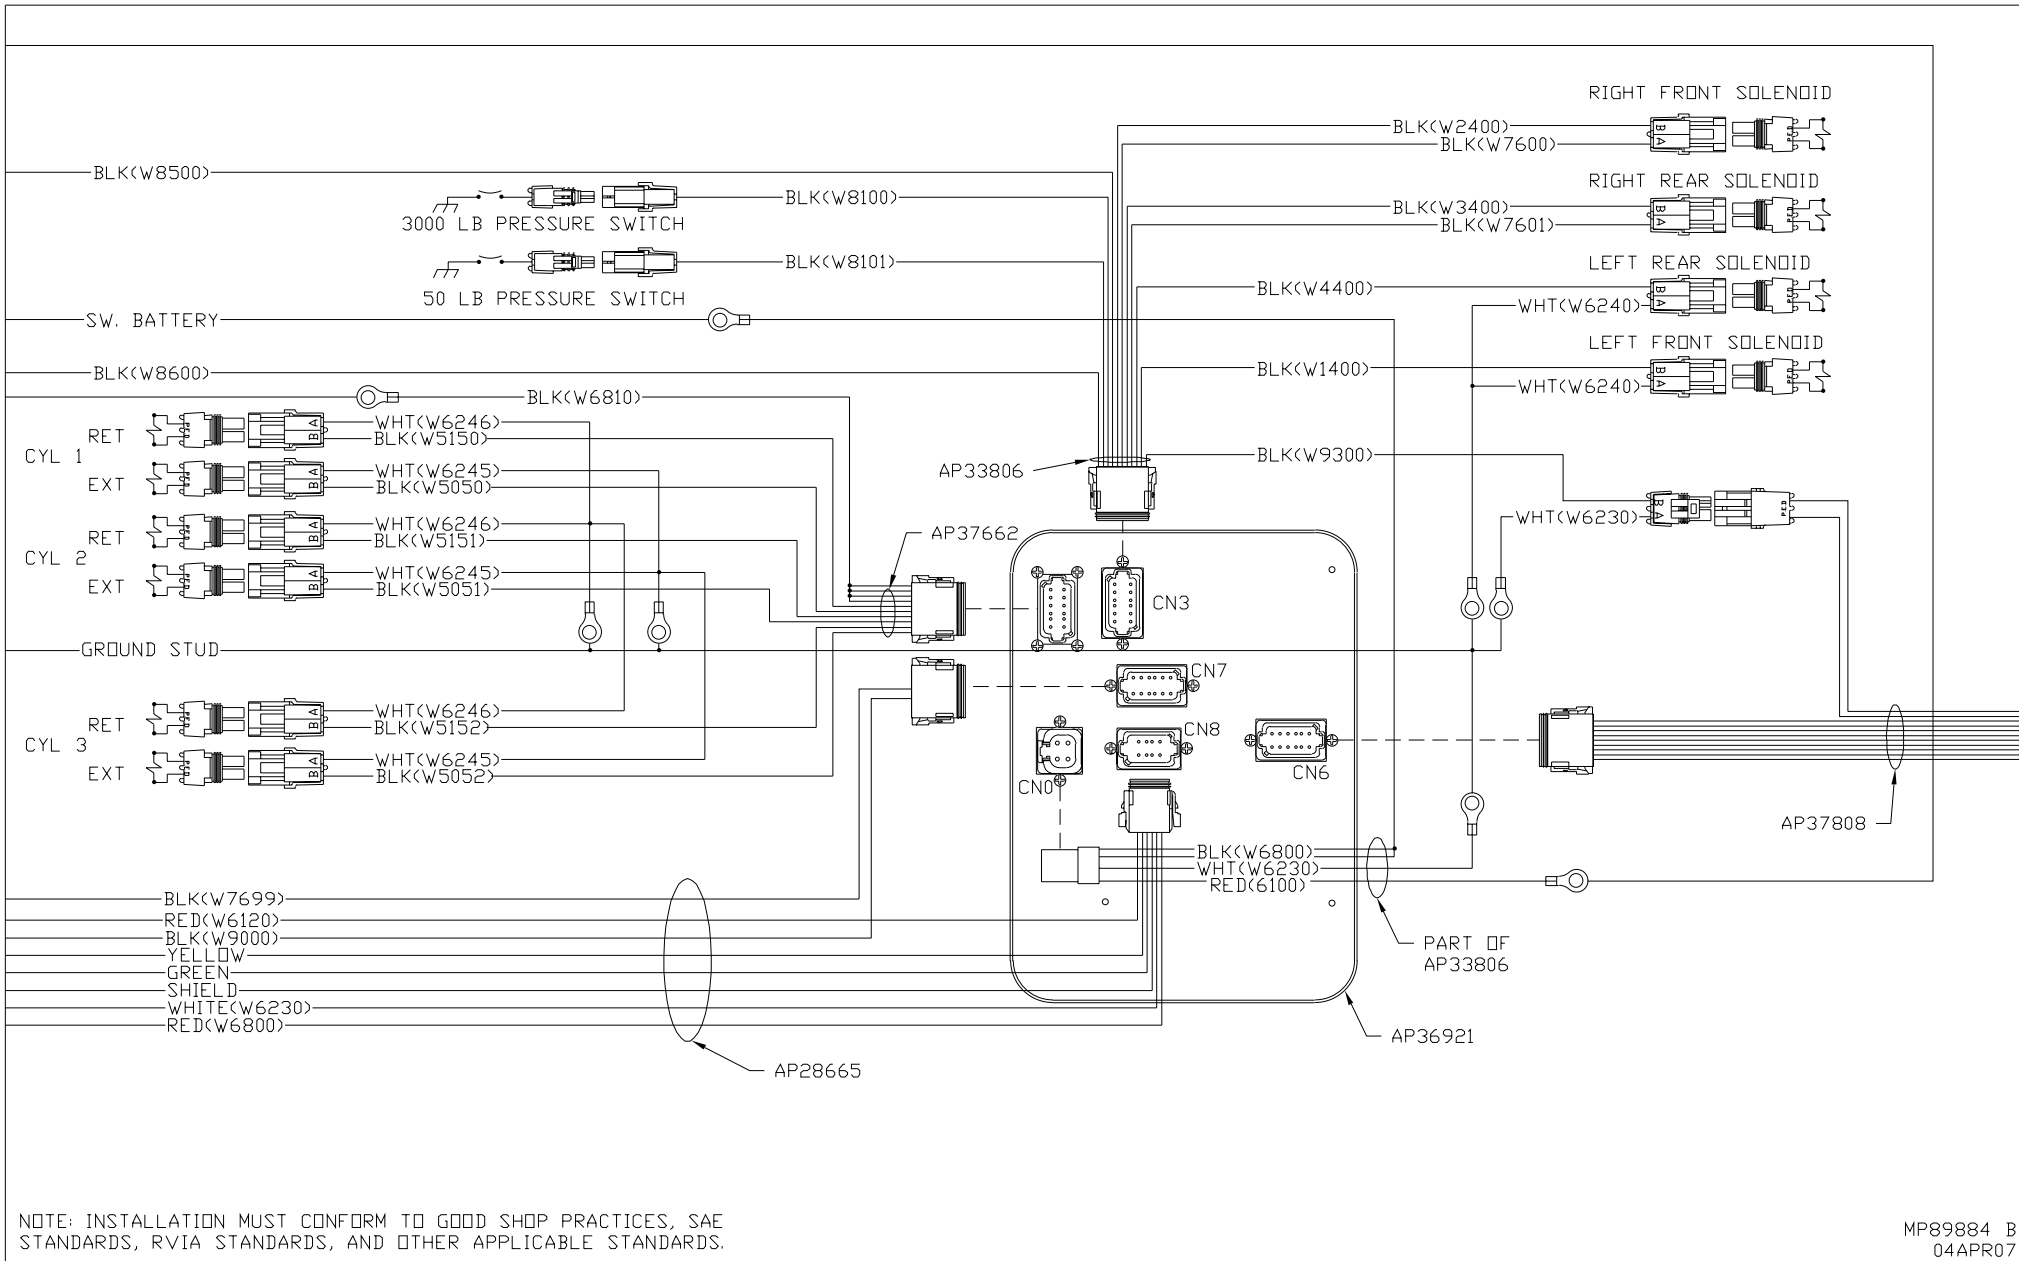 RIGHT FRONT SOLENOID
BLK(W2400)
BLK(W7600)
B
A
BLK(W8500)
BLK(W8100)
3000 LB PRESSURE SWITCH
RIGHT REAR SOLENOID
BLK(W3400)
BLK(W7601)
B
A
BLK(W8101)
50 LB PRESSURE SWITCH
LEFT REAR SOLENOID
BLK(W4400)
WHT(W6240)
B
A
SW. BATTERY
LEFT FRONT SOLENOID
BLK(W1400)
WHT(W6240)
B
A
BLK(W8600)
BLK(W6810)
CYL 1
RET
WHT(W6246)
BLK(W5150)
A
B
EXT
WHT(W6245)
BLK(W5050)
A
B
CYL 2
RET
WHT(W6246)
BLK(W5151)
A
B
EXT
WHT(W6245)
BLK(W5051)
A
B
AP33806
BLK(W9300)
WHT(W6230)
B
A
AP37662
CN3
GROUND STUD
CN7
CYL 3
RET
WHT(W6246)
BLK(W5152)
A
B
EXT
WHT(W6245)
BLK(W5052)
A
B
CN8
CN6
CN0
AP37808
BLK(W6800)
WHT(W6230)
RED(6100)
BLK(W7699)
RED(W6120)
BLK(W9000)
YELLOW
GREEN
SHIELD
WHITE(W6230)
RED(W6800)
PART OF
AP33806
AP36921
AP28665
NOTE: INSTALLATION MUST CONFORM TO GOOD SHOP PRACTICES, SAE
STANDARDS, RVIA STANDARDS, AND OTHER APPLICABLE STANDARDS.
MP89884 B
04APR07